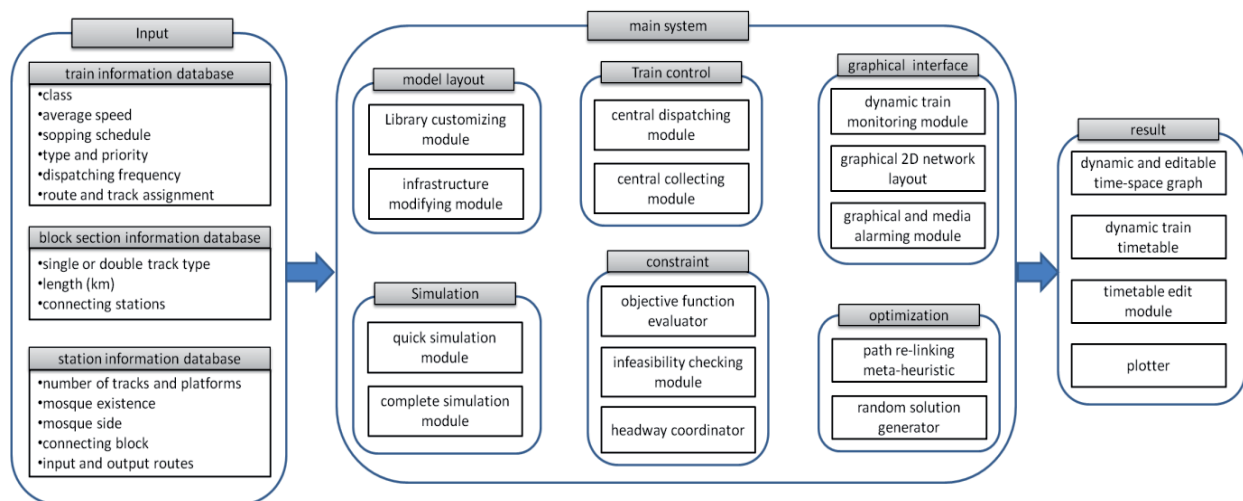 Input
train information database
•class
•average speed
•sopping schedule
•type and priority
•dispatching frequency
•route and track assignment
block section information database
•single or double track type
•length (km)
•connecting stations
station information database
•number of tracks and platforms
•mosque existence
•mosque side
•connecting block
•input and output routes
main system
model layout
Library customizing
module
infrastructure
modifying module
Train control
central dispatching
module
central collecting
module
graphical interface
dynamic train
monitoring module
graphical 2D network
layout
graphical and media
alarming module
Simulation
quick simulation
module
complete simulation
module
constraint
objective function
evaluator
infeasibility checking
module
headway coordinator
optimization
path re-linking
meta-heuristic
random solution
generator
result
dynamic and editable
time-space graph
dynamic train
timetable
timetable edit
module
plotter